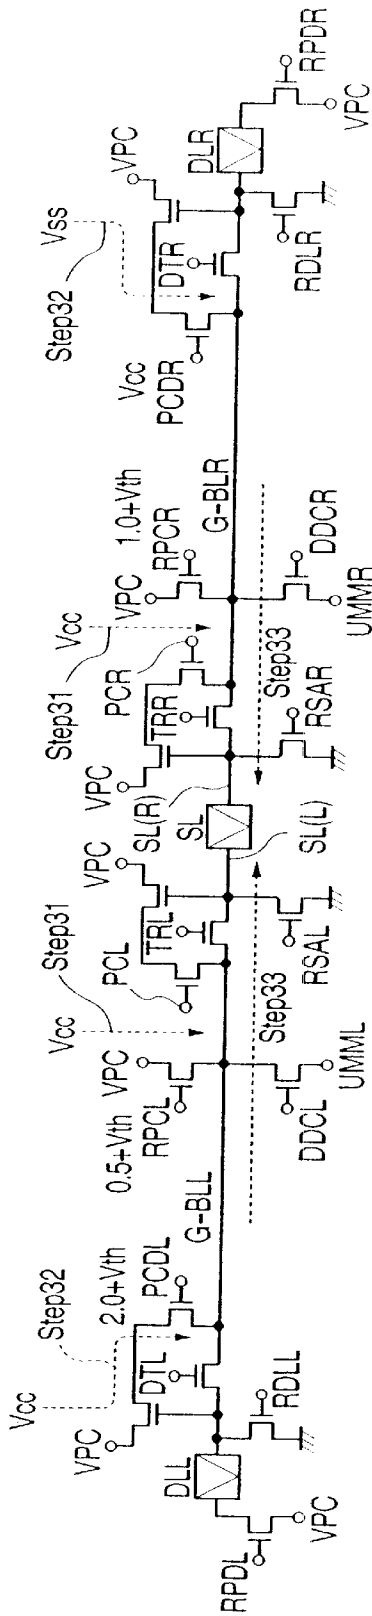 RPDL
VPC
DLL
RDLL
VPC
Vcc
Step32
DTL
2.0+Vth
PCDL
G-BLL
0.5+Vth
RPCL
VPC
Vcc
Step31
DDCL
UMML
Step33
PCL
TRL
RSAL
VPC
SL(L)
SL
SL(R)
VPC
RSAR
TRR
PCR
Step31
Vcc
Step33
VPC
RPCR
1.0+Vth
DDCR
UMMR
G-BLR
Vcc
PCDR
Step32
Vss
DTR
RDLR
VPC
DLR
RPDR
VPC